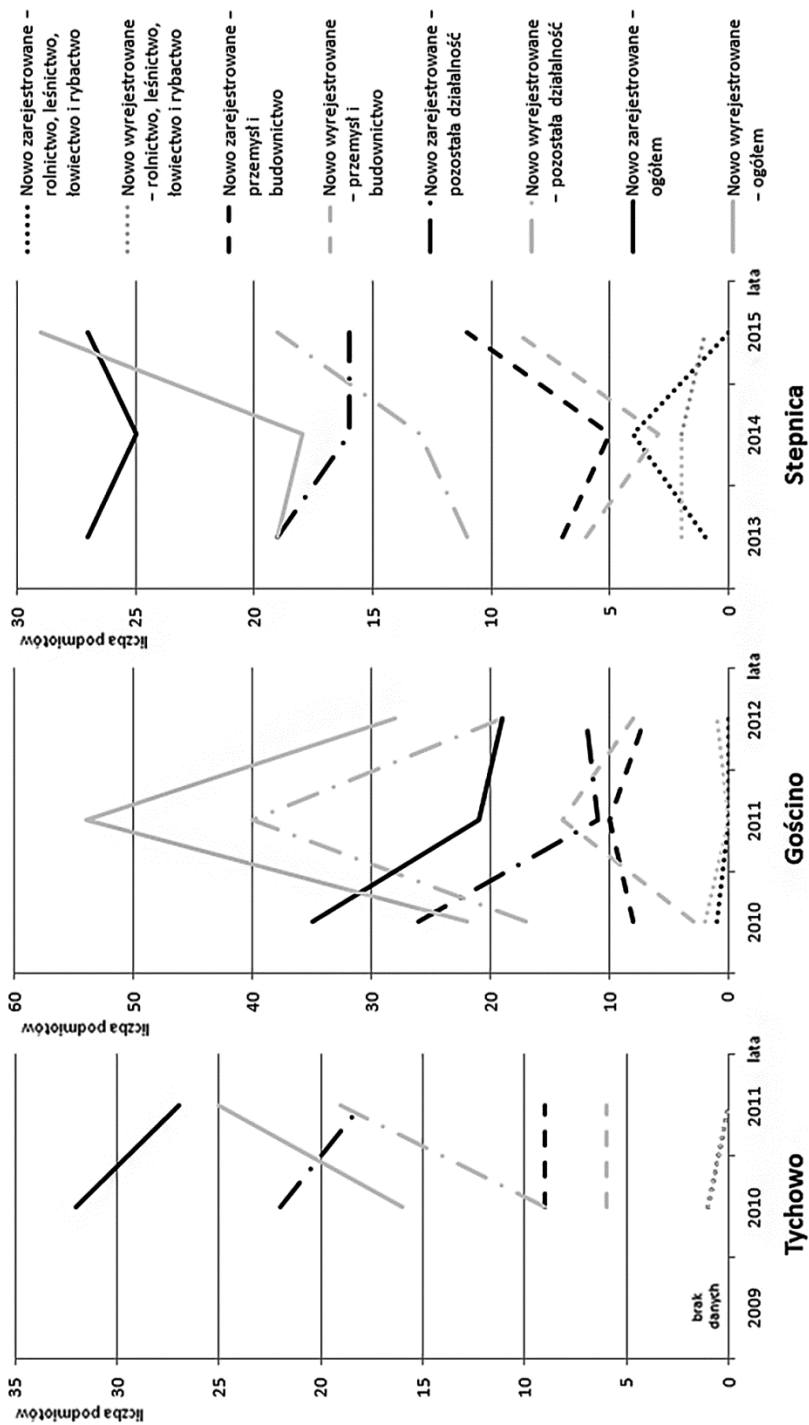 liczba podmiotów
35
30
25
20
15
10
5
0
brak
danych
2009
2010
2011
lata
Tychowo
liczba podmiotów
60
50
40
30
20
10
0
2010
2011
2012
lata
Gościno
liczba podmiotów
30
25
20
15
10
5
0
2013
2014
2015
lata
Stepnica
Nowo zarejestrowane –
rolnictwo, leśnictwo,
łowiectwo i rybactwo
Nowo wyrejestrowane
– rolnictwo, leśnictwo,
łowiectwo i rybactwo
Nowo zarejestrowane –
przemysł i
budownictwo
Nowo wyrejestrowane
– przemysł i
budownictwo
Nowo zarejestrowane –
pozostała działalność
Nowo wyrejestrowane
– pozostała działalność
Nowo zarejestrowane –
ogółem
Nowo wyrejestrowane
– ogółem